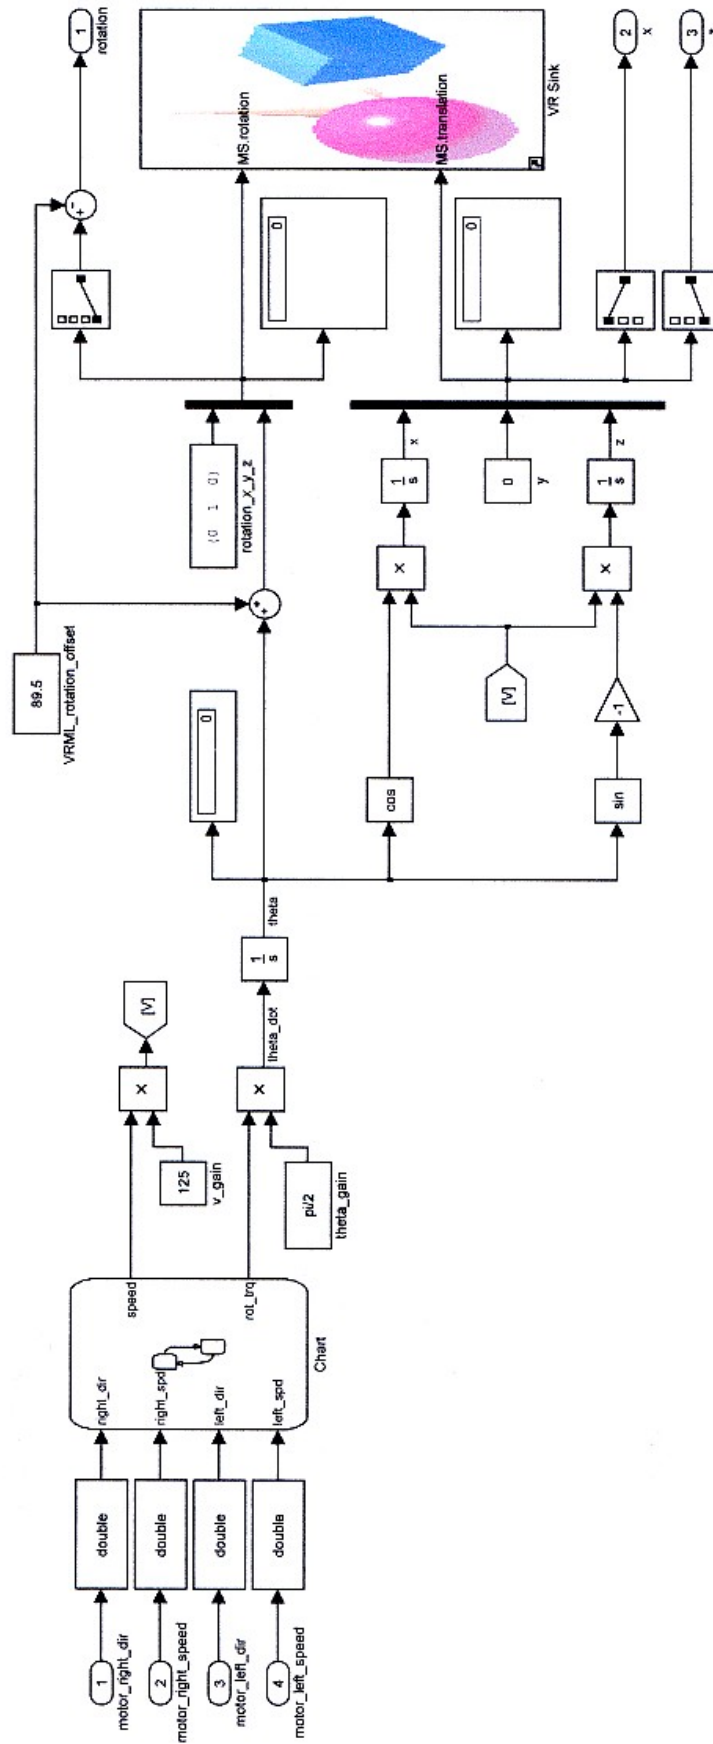 1
motor_right_dir
2
motor_right_speed
3
motor_left_dir
4
motor_left_speed
double
double
double
double
right_dir
right_spd
left_dir
left_spd
speed
rot_trq
Chart
125
v_gain
pi/2
theta_gain
X
[V]
X
theta_dot
1
s
theta
0
89.5
VRML_rotation_offset
+
+
[0 1 0]
rotation_x_y_z
cos
sin
-1
[V]
X
X
1
s
x
0
y
1
s
z
+
-
0
0
MS.rotation
MS.translation
VR Sink
1
rotation
2
x
3